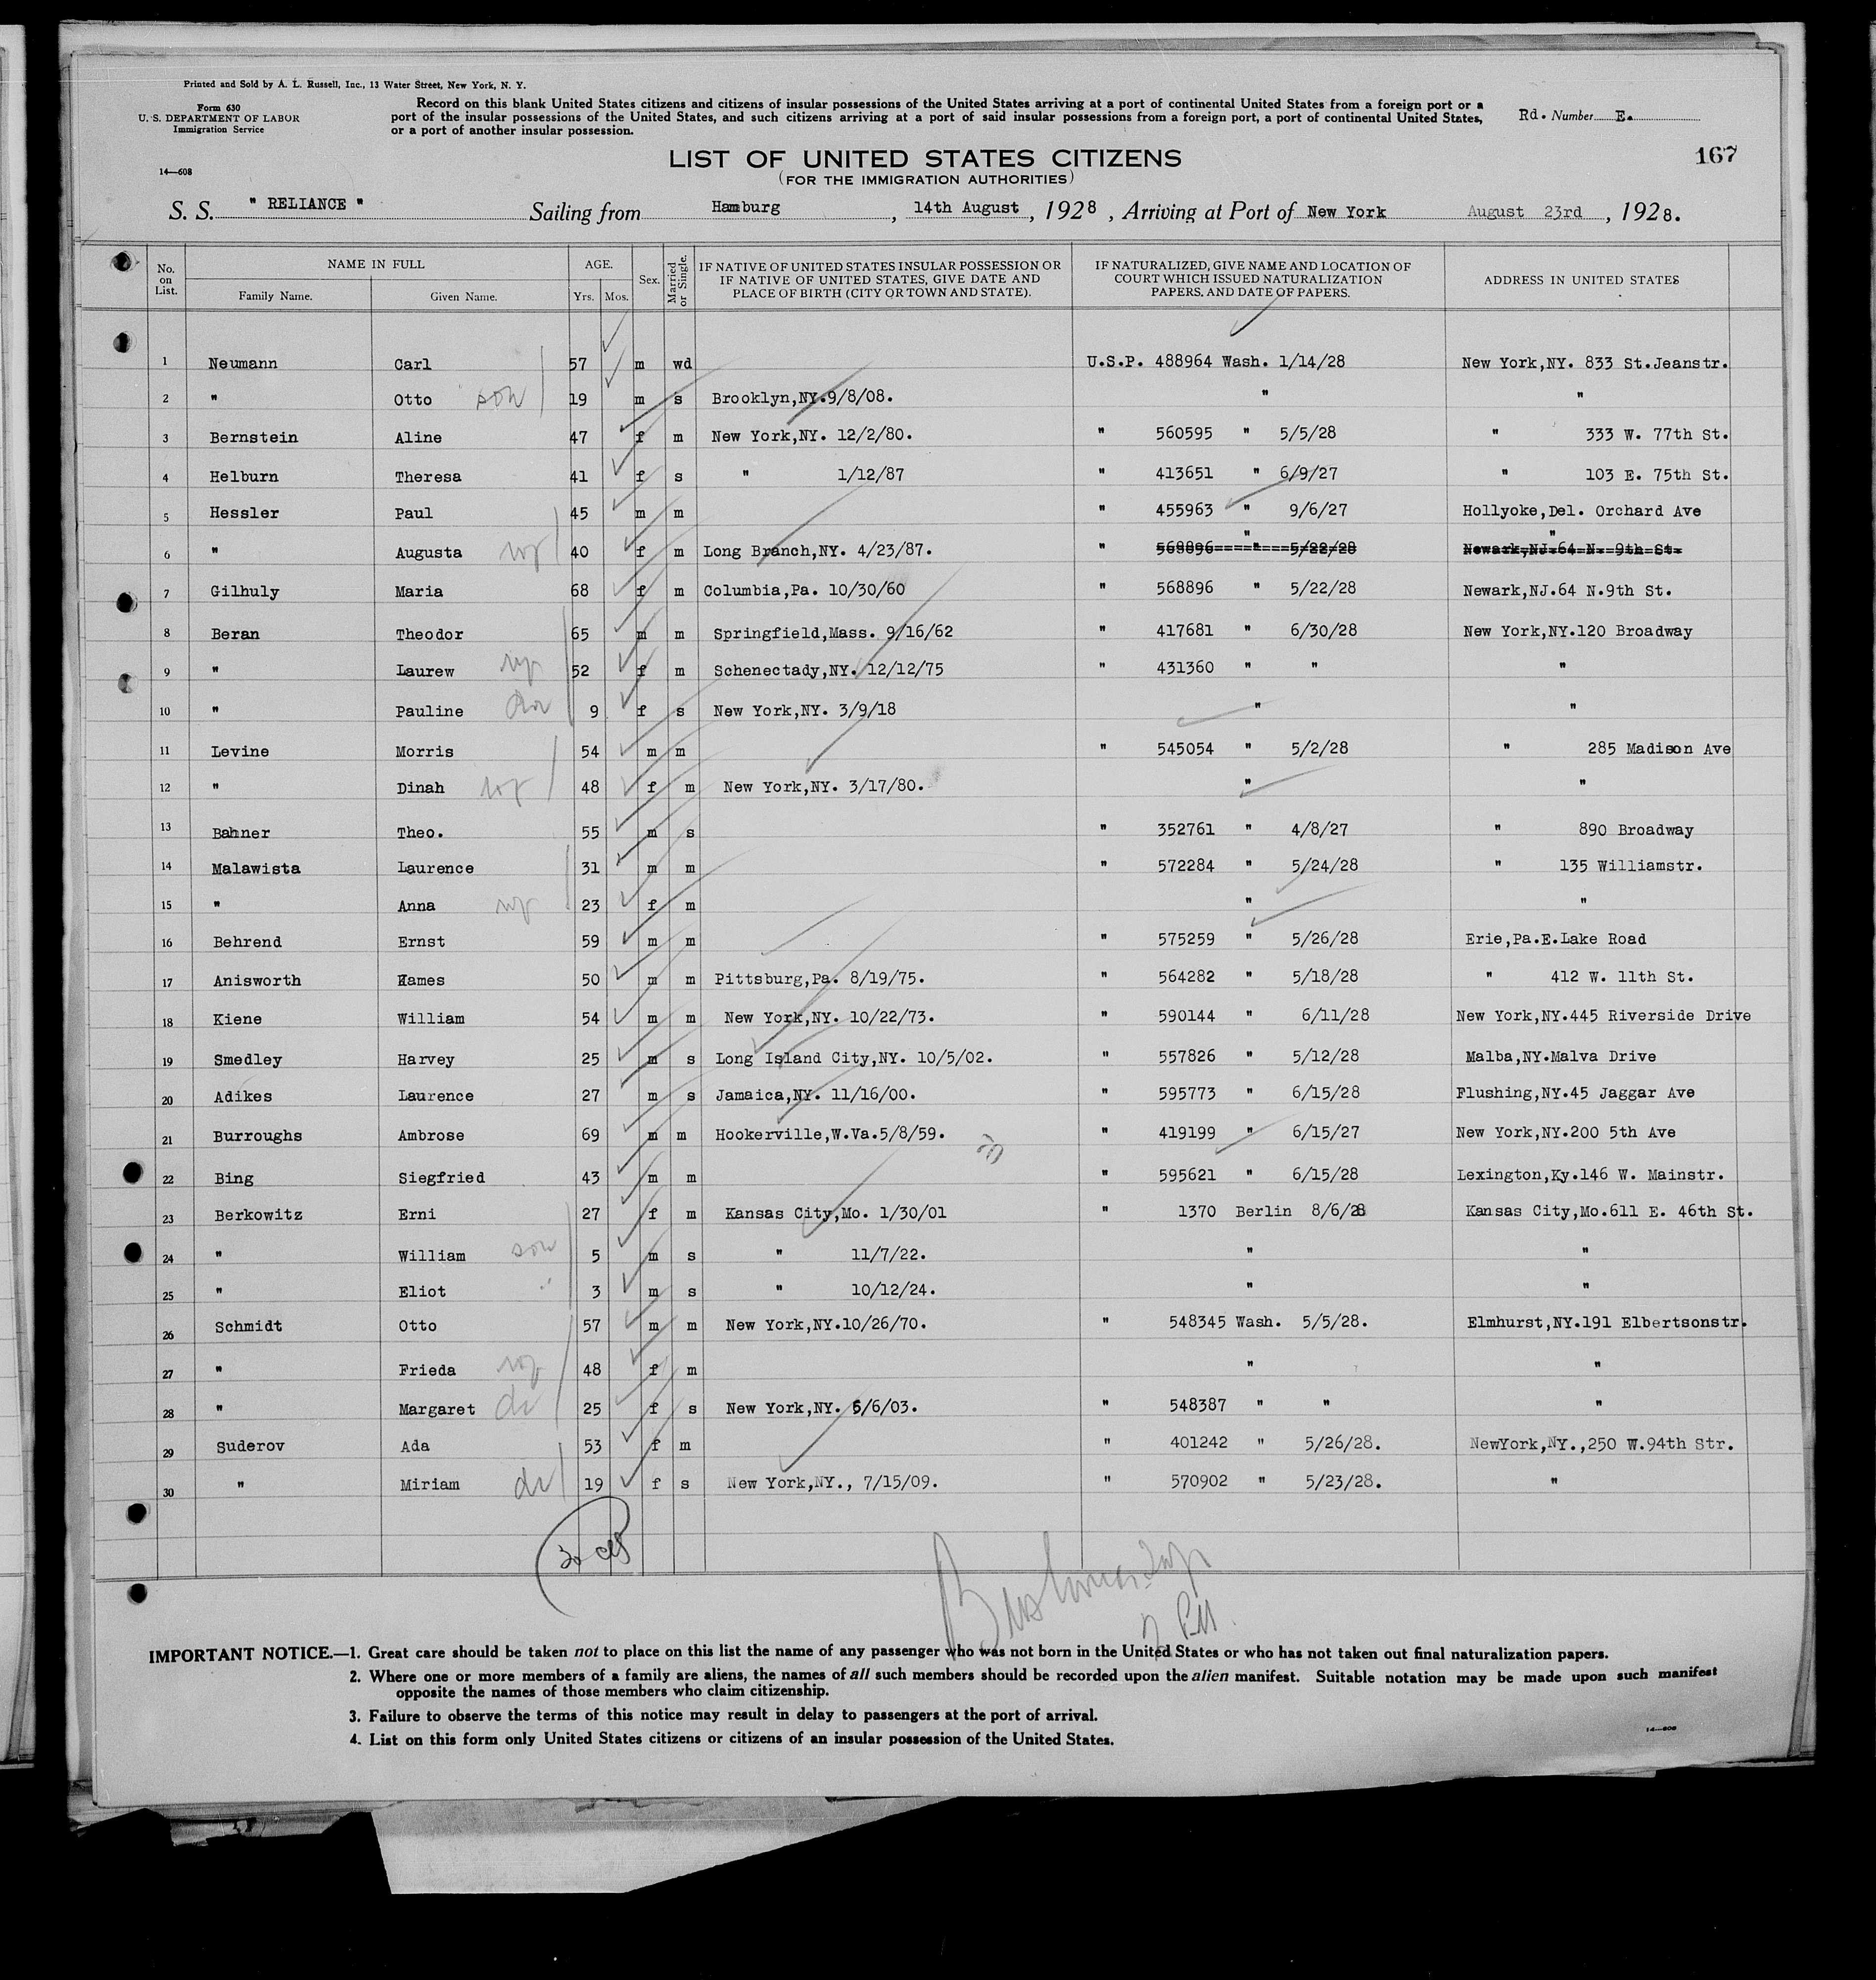 Printed and Sold by A. L. Russell, Inc., 13 Water Street, New York, N. Y.
Form 630
U. S. DEPARTMENT OF LABOR
Immigration Service
14—608
Record on this blank United States citizens and citizens of insular possessions of the United States arriving at a port of continental United States from a foreign port or a
port of the insular possessions of the United States, and such citizens arriving at a port of said insular possessions from a foreign port, a port of continental United States,
or a port of another insular possession.
Rd. Number E.
167
LIST OF UNITED STATES CITIZENS
(FOR THE IMMIGRATION AUTHORITIES)
S. S. " RELIANCE " Sailing from Hamburg, 14th August, 1928, Arriving at Port of New York August 23rd, 1928.
No. on List. NAME IN FULL Family Name. Given Name. AGE. Yrs. Mos. Sex. Married or Single. IF NATIVE OF UNITED STATES INSULAR POSSESSION OR IF NATIVE OF UNITED STATES, GIVE DATE AND PLACE OF BIRTH (CITY OR TOWN AND STATE). IF NATURALIZED, GIVE NAME AND LOCATION OF COURT WHICH ISSUED NATURALIZATION PAPERS, AND DATE OF PAPERS. ADDRESS IN UNITED STATES
1 Neumann Carl 57 m wd U.S.P. 488964 Wash. 1/14/28 New York,NY. 833 St.Jeanstr.
2 " Otto son 19 m s Brooklyn,NY.9/8/08. " "
3 Bernstein Aline 47 f m New York,NY. 12/2/80. " 560595 " 5/5/28 " 333 W. 77th St.
4 Helburn Theresa 41 f s " 1/12/87 " 413651 " 6/9/27 " 103 E. 75th St.
5 Hessler Paul 45 m m " 455963 " 9/6/27 Hollyoke,Del. Orchard Ave
6 " Augusta wf 40 f m Long Branch,NY. 4/23/87. " " 568896 " 5/22/28 " Newark,NJ.64 N. 9th St.
7 Gilhuly Maria 68 f m Columbia,Pa. 10/30/60 " 568896 " 5/22/28 Newark,NJ.64 N.9th St.
8 Beran Theodor 65 m m Springfield,Mass. 9/16/62 " 417681 " 6/30/28 New York,NY.120 Broadway
9 " Laurew wf 52 f m Schenectady,NY. 12/12/75 " 431360 " " "
10 " Pauline 9 f s New York,NY. 3/9/18 " "
11 Levine Morris 54 m m " 545054 " 5/2/28 " 285 Madison Ave
12 " Dinah wf 48 f m New York,NY. 3/17/80. " "
13 Bahner Theo. 55 m s " 352761 " 4/8/27 " 890 Broadway
14 Malawista Laurence 31 m m " 572284 " 5/24/28 " 135 Williamstr.
15 " Anna wf 23 f m " "
16 Behrend Ernst 59 m m " 575259 " 5/26/28 Erie,Pa.E.Lake Road
17 Anisworth Hames 50 m m Pittsburg,Pa. 8/19/75. " 564282 " 5/18/28 " 412 W. 11th St.
18 Kiene William 54 m m New York,NY. 10/22/73. " 590144 " 6/11/28 New York,NY.445 Riverside Drive
19 Smedley Harvey 25 m s Long Island City,NY. 10/5/02. " 557826 " 5/12/28 Malba,NY.Malva Drive
20 Adikes Laurence 27 m s Jamaica,NY. 11/16/00. " 595773 " 6/15/28 Flushing,NY.45 Jaggar Ave
21 Burroughs Ambrose 69 m m Hookerville,W.Va.5/8/59. " 419199 " 6/15/27 New York,NY.200 5th Ave
22 Bing Siegfried 43 m m " 595621 " 6/15/28 Lexington,Ky.146 W. Mainstr.
23 Berkowitz Erni 27 f m Kansas City,Mo. 1/30/01 " 1370 Berlin 8/6/28 Kansas City,Mo.611 E. 46th St.
24 " William son 5 m s " 11/7/22. " "
25 " Eliot " 3 m s " 10/12/24. " "
26 Schmidt Otto 57 m m New York,NY.10/26/70. " 548345 Wash. 5/5/28. Elmhurst,NY.191 Elbertsonstr.
27 " Frieda wf 48 f m " "
28 " Margaret dr 25 f s New York,NY. 5/6/03. " 548387 " " "
29 Suderov Ada 53 f m " 401242 " 5/26/28. NewYork,NY.,250 W.94th Str.
30 " Miriam dr 19 f s New York,NY., 7/15/09. " 570902 " 5/23/28. "
IMPORTANT NOTICE.—1. Great care should be taken not to place on this list the name of any passenger who was not born in the United States or who has not taken out final naturalization papers.
2. Where one or more members of a family are aliens, the names of all such members should be recorded upon the alien manifest. Suitable notation may be made upon such manifest
opposite the names of those members who claim citizenship.
3. Failure to observe the terms of this notice may result in delay to passengers at the port of arrival.
4. List on this form only United States citizens or citizens of an insular possession of the United States.
14—608